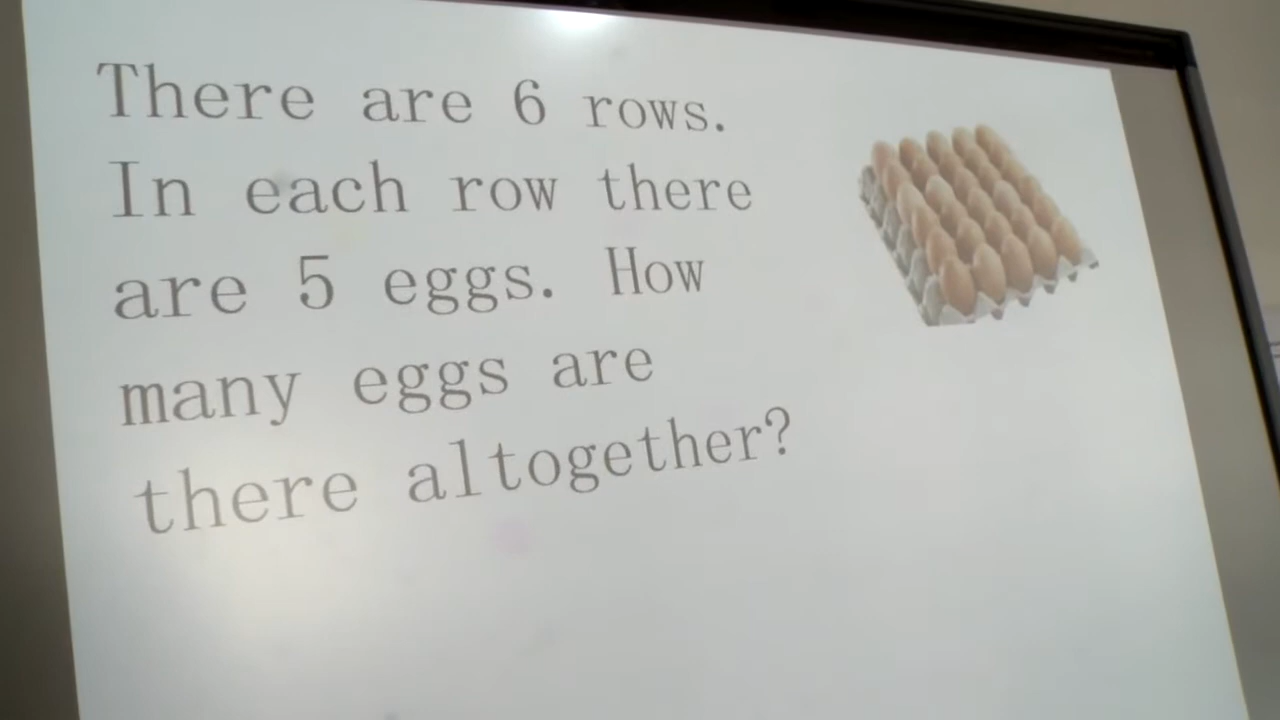 There are 6 rows.
In each row there
are 5 eggs. How
many eggs are
there altogether?